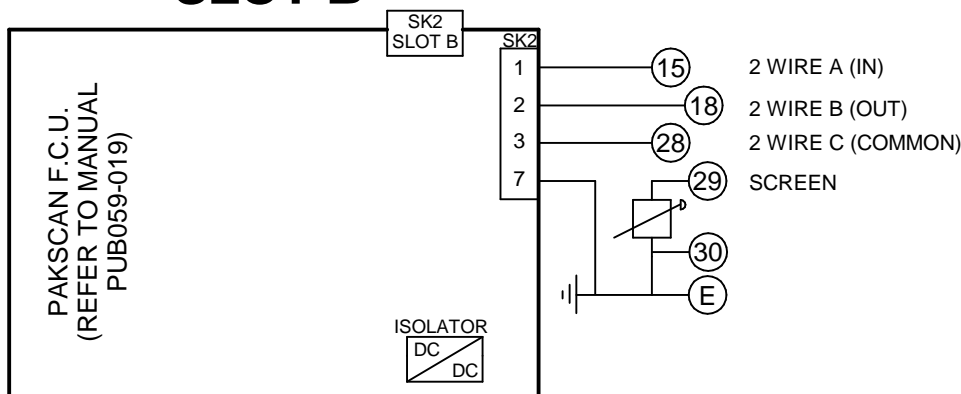 SK2
SLOT B
SK2
1
15
2 WIRE A (IN)
2
18
2 WIRE B (OUT)
3
28
2 WIRE C (COMMON)
7
29
SCREEN
30
E
PAKSCAN F.C.U.
(REFER TO MANUAL
PUB059-019)
ISOLATOR
DC
DC